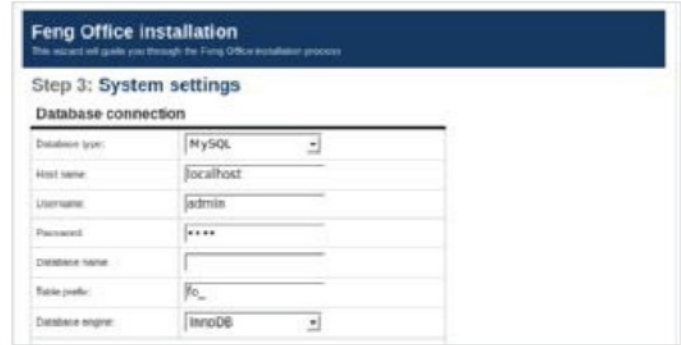 Feng Office installation
This wizard will guide you through the Feng Office installation process
Step 3: System settings
Database connection
Database type: MySQL
Host name: localhost
Username: admin
Password: ••••
Database name:
Table prefix: fo_
Database engine: InnoDB